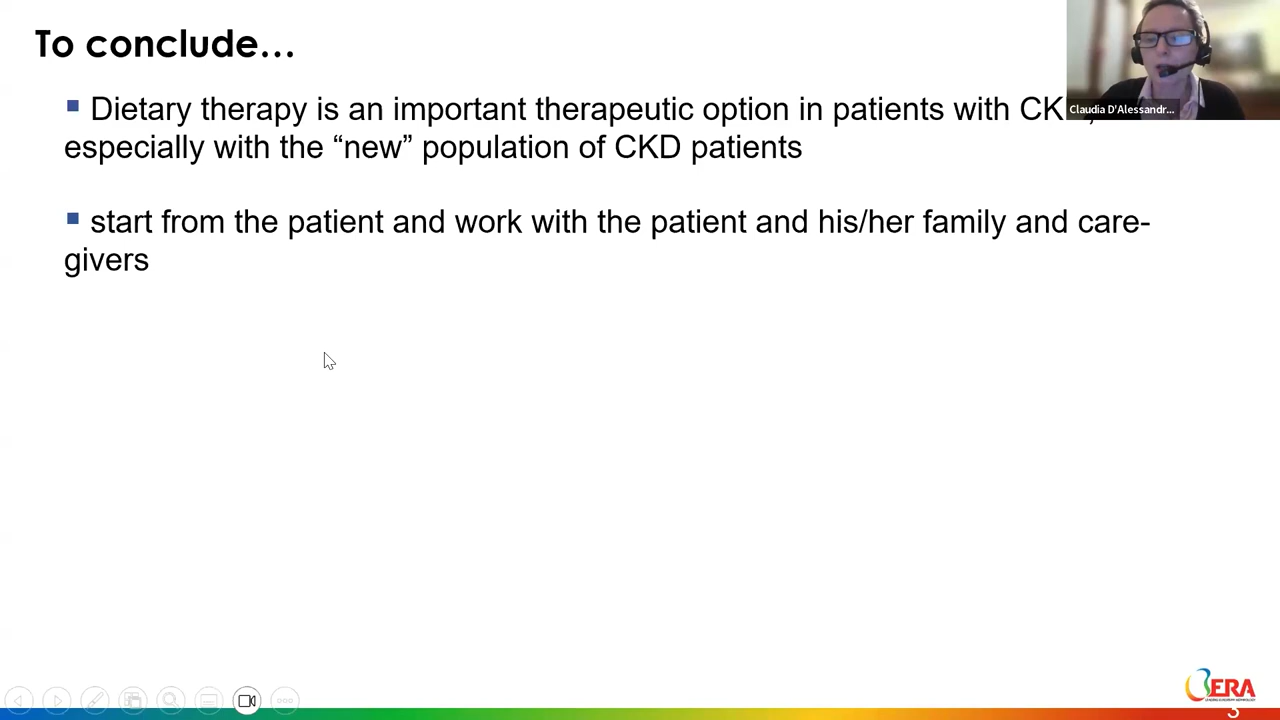 To conclude...
▪ Dietary therapy is an important therapeutic option in patients with CK
especially with the “new” population of CKD patients
▪ start from the patient and work with the patient and his/her family and care-
givers
Claudia D'Alessandr...
ERA
3